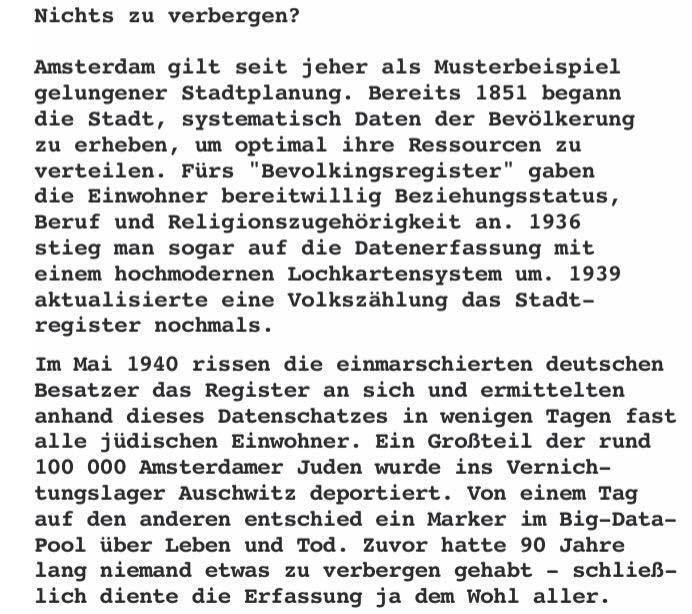 Nichts zu verbergen?
Amsterdam gilt seit jeher als Musterbeispiel
gelungener Stadtplanung. Bereits 1851 begann
die Stadt, systematisch Daten der Bevölkerung
zu erheben, um optimal ihre Ressourcen zu
verteilen. Fürs "Bevolkingsregister" gaben
die Einwohner bereitwillig Beziehungsstatus,
Beruf und Religionszugehörigkeit an. 1936
stieg man sogar auf die Datenerfassung mit
einem hochmodernen Lochkartensystem um. 1939
aktualisierte eine Volkszählung das Stadt-
register nochmals.
Im Mai 1940 rissen die einmarschierten deutschen
Besatzer das Register an sich und ermittelten
anhand dieses Datenschatzes in wenigen Tagen fast
alle jüdischen Einwohner. Ein Großteil der rund
100 000 Amsterdamer Juden wurde ins Vernich-
tungslager Auschwitz deportiert. Von einem Tag
auf den anderen entschied ein Marker im Big-Data-
Pool über Leben und Tod. Zuvor hatte 90 Jahre
lang niemand etwas zu verbergen gehabt - schließ-
lich diente die Erfassung ja dem Wohl aller.